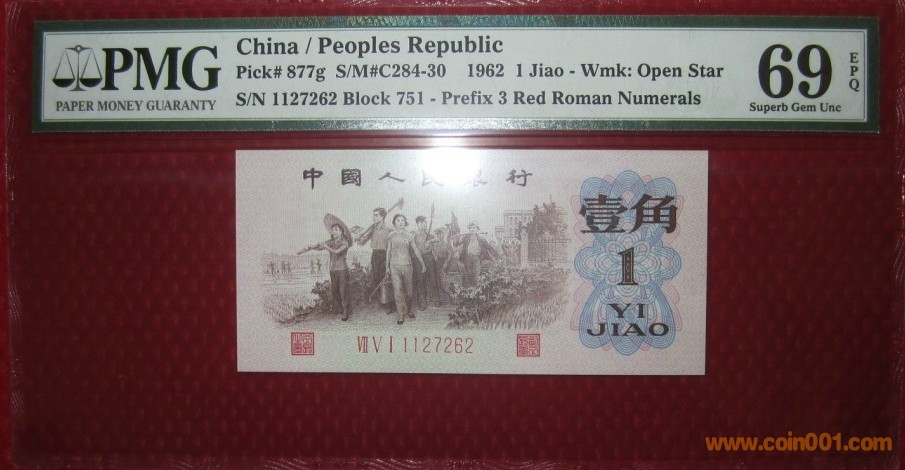 PMG
PAPER MONEY GUARANTY
China / Peoples Republic
Pick# 877g S/M#C284-30 1962 1 Jiao - Wmk: Open Star
S/N 1127262 Block 751 - Prefix 3 Red Roman Numerals
69
EPQ
Superb Gem Unc
中國人民銀行
壹角
1
YI
JIAO
VII V I 1127262
www.coin001.com